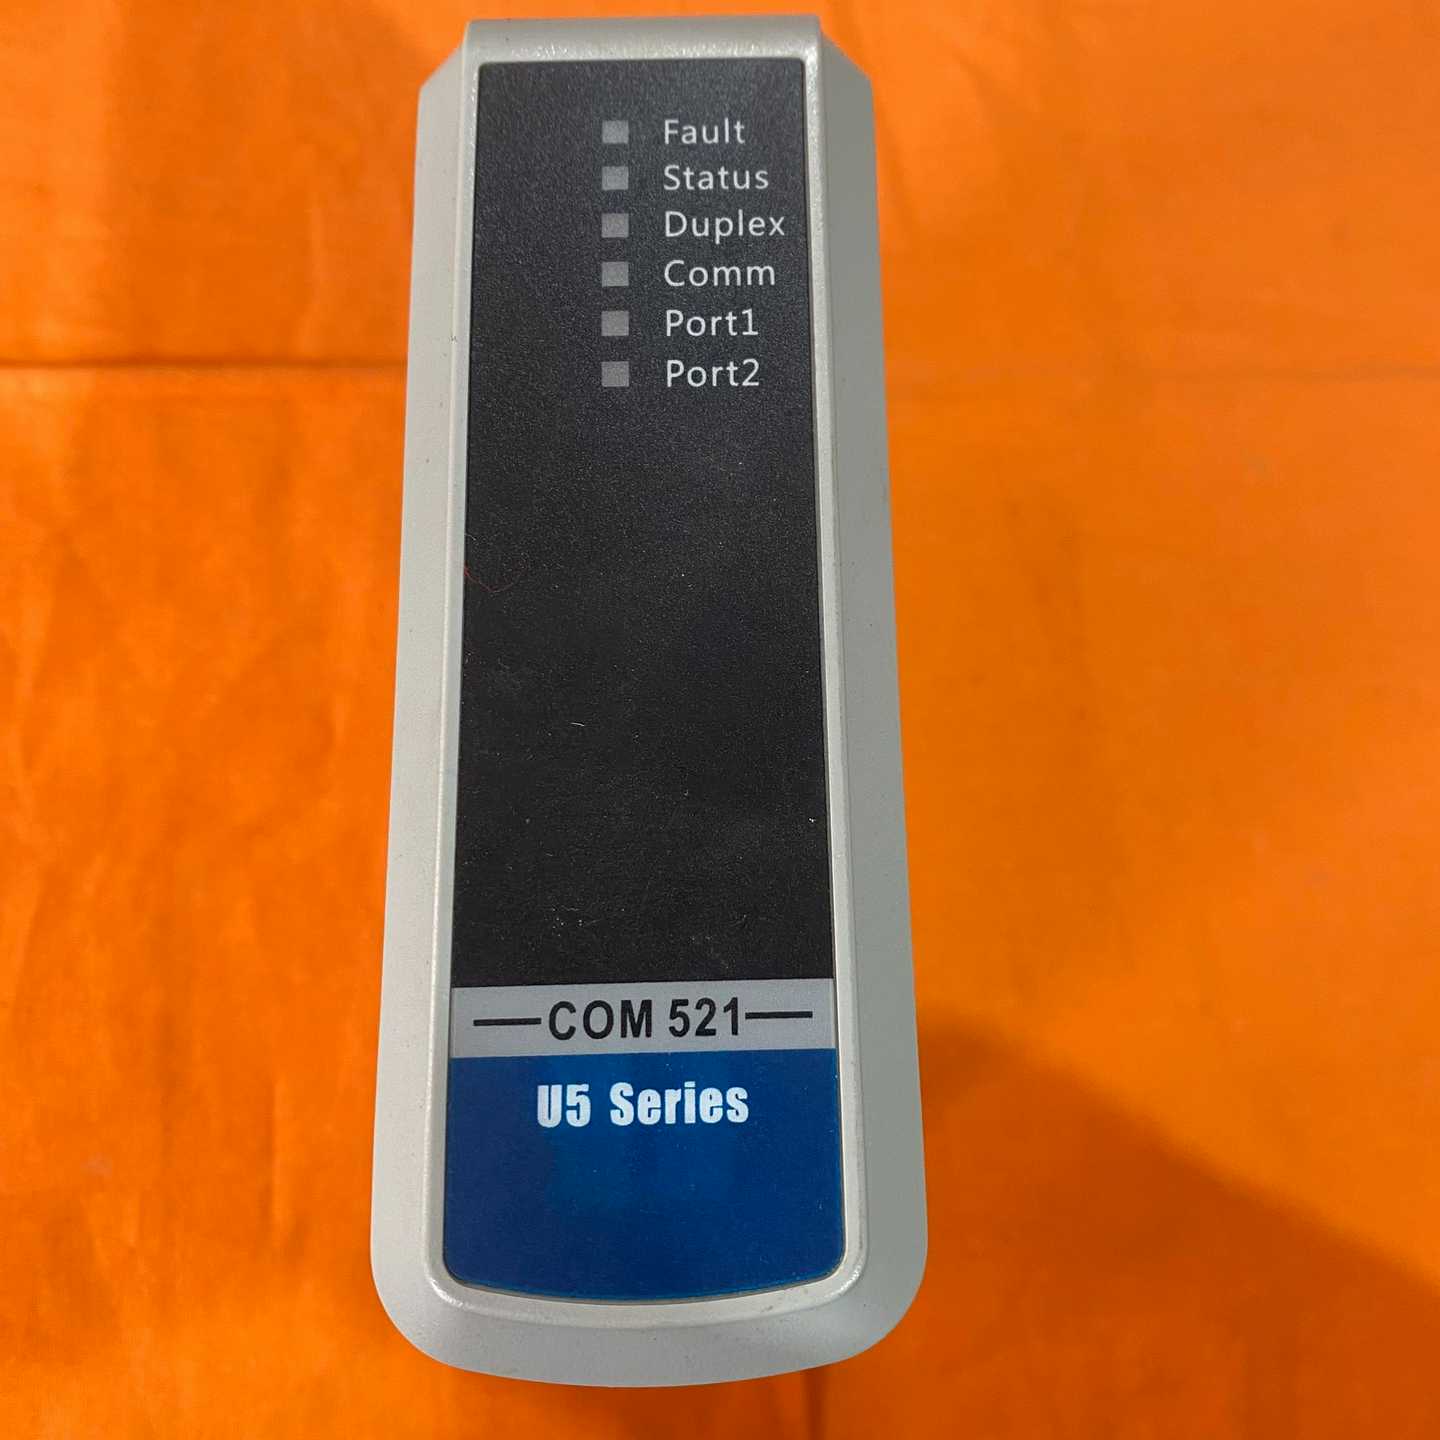 Fault
Status
Duplex
Comm
Port1
Port2
COM 521
U5 Series